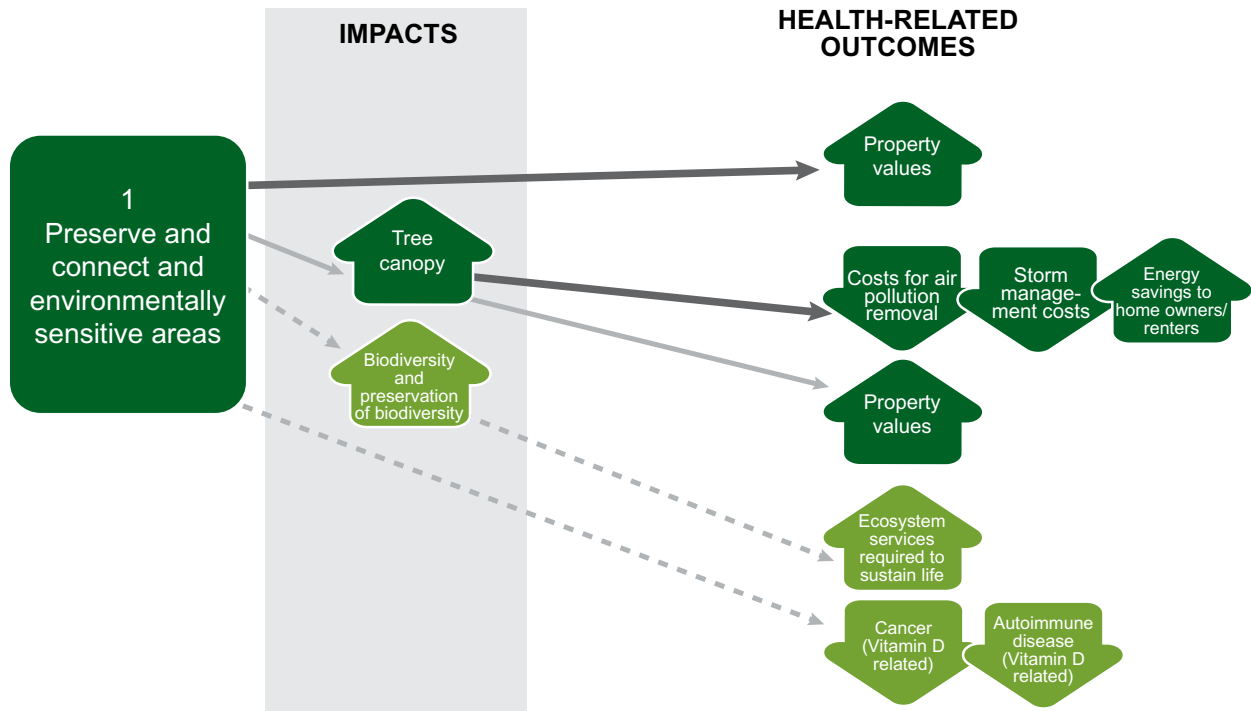 IMPACTS
HEALTH-RELATED
OUTCOMES
1
Preserve and
connect and
environmentally
sensitive areas
Tree
canopy
Biodiversity
and
preservation
of biodiversity
Property
values
Costs for air
pollution
removal
Storm
manage-
ment costs
Energy
savings to
home owners/
renters
Property
values
Ecosystem
services
required to
sustain life
Cancer
(Vitamin D
related)
Autoimmune
disease
(Vitamin D
related)